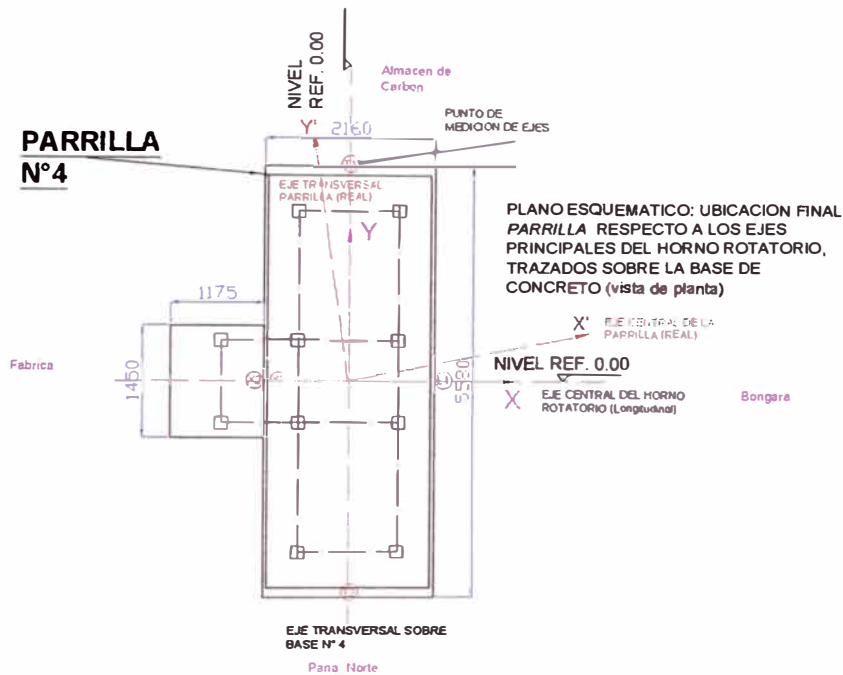 NIVEL
REF. 0.00
Almacen de
Carbon
PUNTO DE
MEDICION DE EJES
Y'
2160
PARRILLA
N°4
EJE TRANSVERSAL
PARRILLA (REAL)
Y
PLANO ESQUEMATICO: UBICACION FINAL
PARRILLA RESPECTO A LOS EJES
PRINCIPALES DEL HORNO ROTATORIO,
TRAZADOS SOBRE LA BASE DE
CONCRETO (vista de planta)
1175
X'
EJE CENTRAL DE LA
PARRILLA (REAL)
Fabrica
1450
NIVEL REF. 0.00
X
EJE CENTRAL DEL HORNO
ROTATORIO (Longitudinal)
Bongara
EJE TRANSVERSAL SOBRE
BASE N° 4
Pana Norte